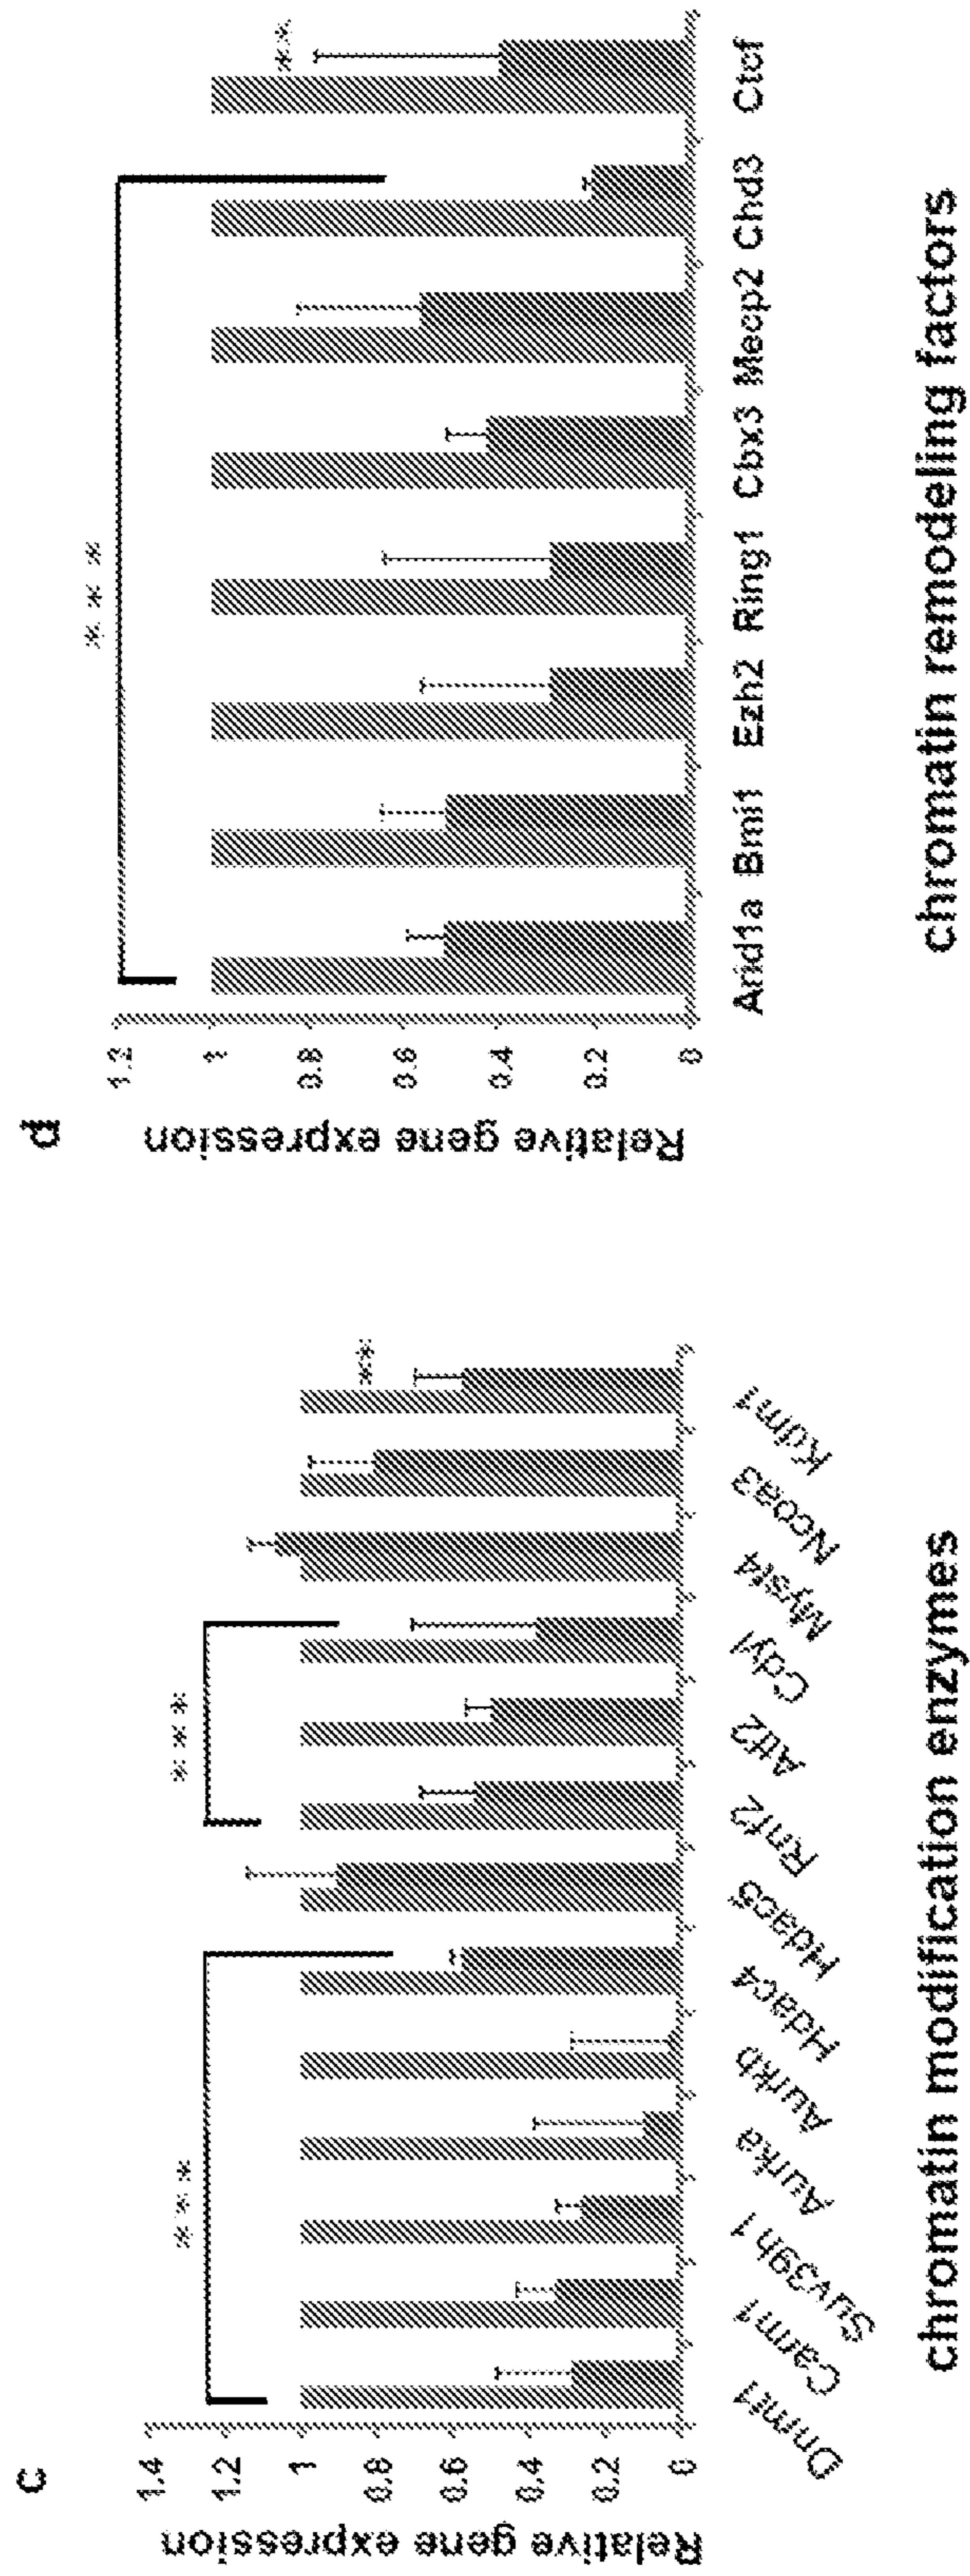 c
Relative gene expression
1.4
1.2
1
0.8
0.6
0.4
0.2
0
***
***
**
Dnmt1 Carm1 Suv39h1 Aurka Aurkb Hdac4 Hdac5 Rnf2 Atf2 Cdyl Myst4 Ncoa3 Kdm1
chromatin modification enzymes
d
Relative gene expression
1.2
1
0.8
0.6
0.4
0.2
0
***
**
Arid1a Bmi1 Ezh2 Ring1 Cbx3 Mecp2 Chd3 Ctcf
chromatin remodeling factors